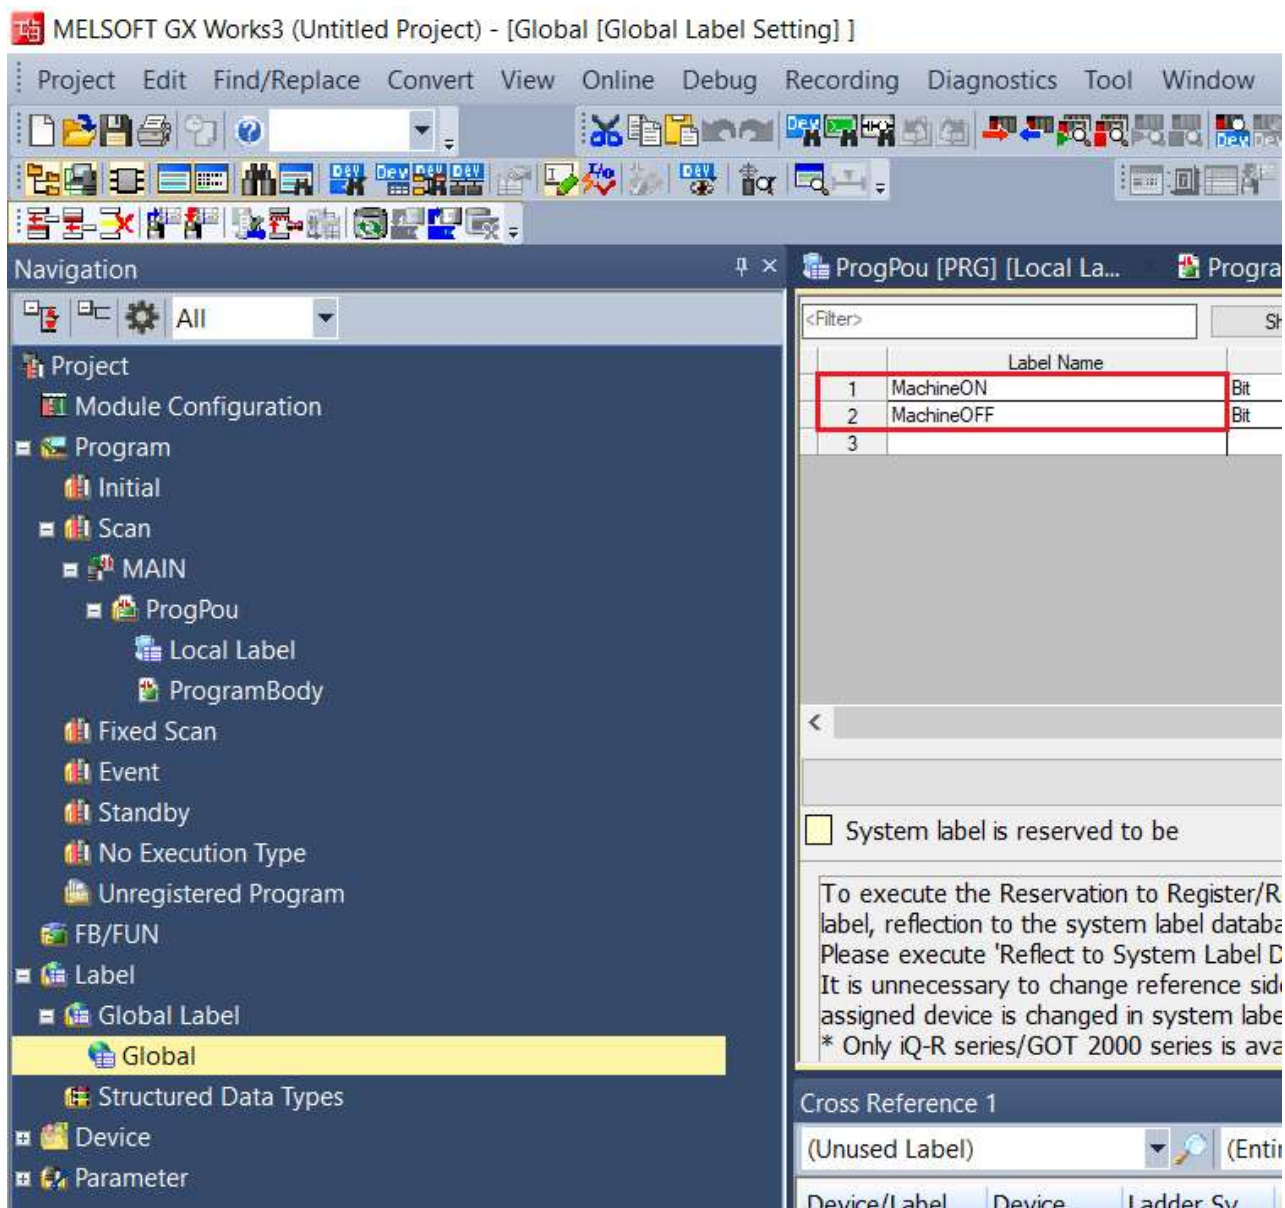 MELSOFT GX Works3 (Untitled Project) - [Global [Global Label Setting] ]
Project Edit Find/Replace Convert View Online Debug Recording Diagnostics Tool Window
Navigation
ProgPou [PRG] [Local La...
Progra
All
<Filter>
Sh
Project
Module Configuration
Program
Initial
Scan
MAIN
ProgPou
Local Label
ProgramBody
Fixed Scan
Event
Standby
No Execution Type
Unregistered Program
FB/FUN
Label
Global Label
Global
Structured Data Types
Device
Parameter
Label Name
1 MachineON Bit
2 MachineOFF Bit
3
System label is reserved to be
To execute the Reservation to Register/R
label, reflection to the system label databa
Please execute 'Reflect to System Label D
It is unnecessary to change reference side
assigned device is changed in system labe
* Only iQ-R series/GOT 2000 series is ava
Cross Reference 1
(Unused Label)
(Entir
Device/Label Device Ladder Sy